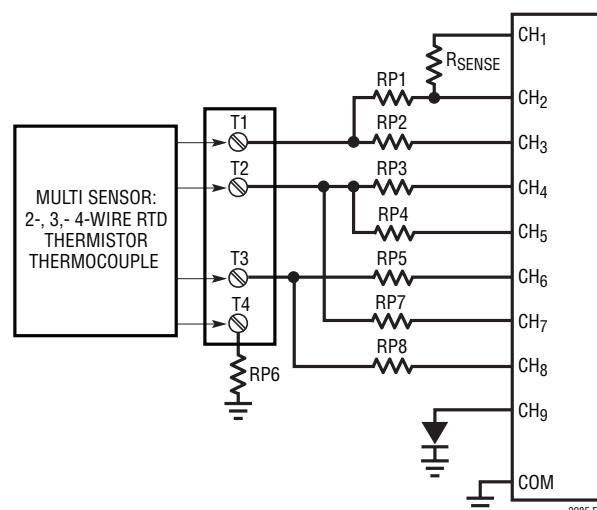 CH1
RSENSE
RP1
CH2
T1
RP2
CH3
T2
RP3
CH4
MULTI SENSOR:
2-, 3,- 4-WIRE RTD
THERMISTOR
THERMOCOUPLE
RP4
CH5
T3
RP5
CH6
T4
RP7
CH7
RP6
RP8
CH8
CH9
COM